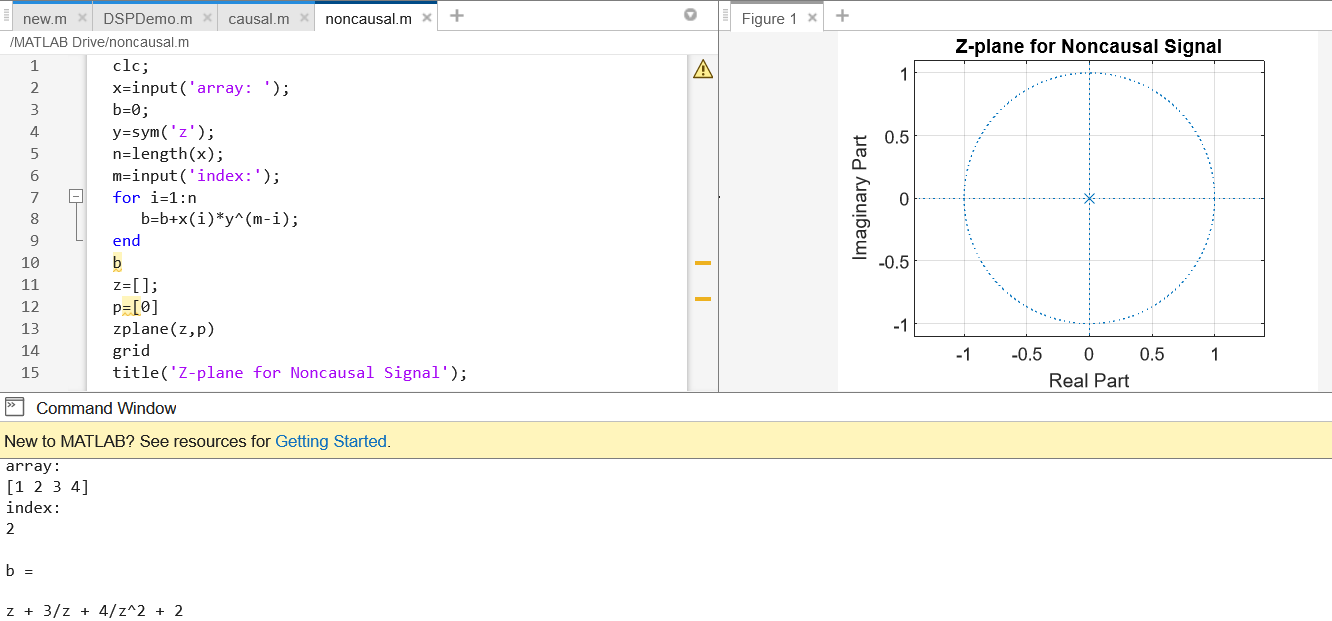 new.m × DSPDemo.m × causal.m × noncausal.m × +
/MATLAB Drive/noncausal.m
1 clc;
2 x=input('array: ');
3 b=0;
4 y=sym('z');
5 n=length(x);
6 m=input('index:');
7 for i=1:n
8 b=b+x(i)*y^(m-i);
9 end
10 b
11 z=[];
12 p=[0]
13 zplane(z,p)
14 grid
15 title('Z-plane for Noncausal Signal');
Figure 1 × +
Z-plane for Noncausal Signal
Imaginary Part
1
0.5
0
-0.5
-1
-1 -0.5 0 0.5 1
Real Part
Command Window
New to MATLAB? See resources for Getting Started.
array:
[1 2 3 4]
index:
2
b =
z + 3/z + 4/z^2 + 2